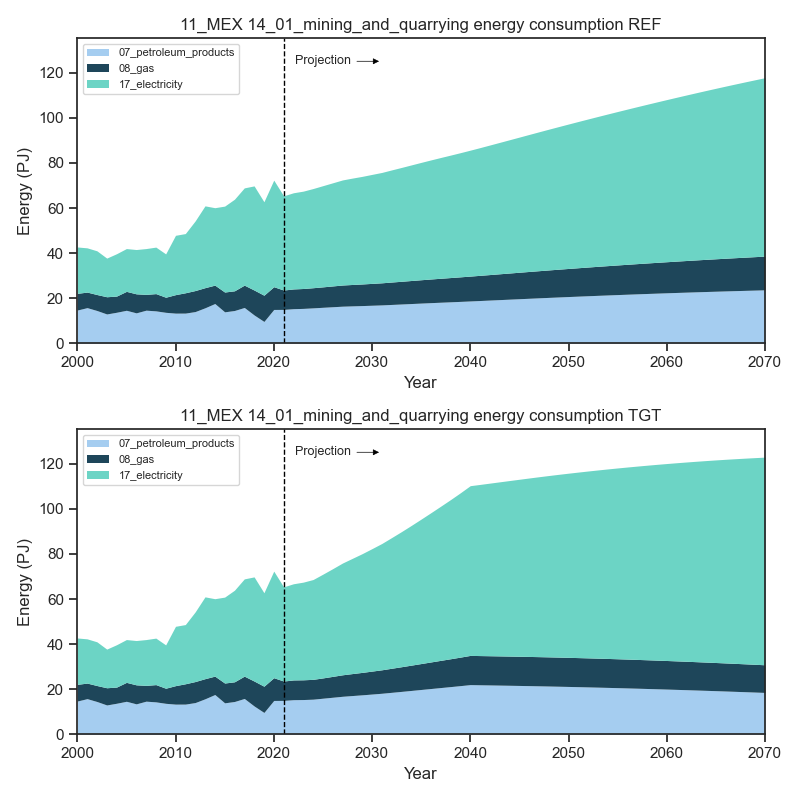 11_MEX 14_01_mining_and_quarrying energy consumption REF
07_petroleum_products
08_gas
17_electricity
Projection
120
100
80
60
40
20
0
Energy (PJ)
2000 2010 2020 2030 2040 2050 2060 2070
Year
11_MEX 14_01_mining_and_quarrying energy consumption TGT
07_petroleum_products
08_gas
17_electricity
Projection
120
100
80
60
40
20
0
Energy (PJ)
2000 2010 2020 2030 2040 2050 2060 2070
Year